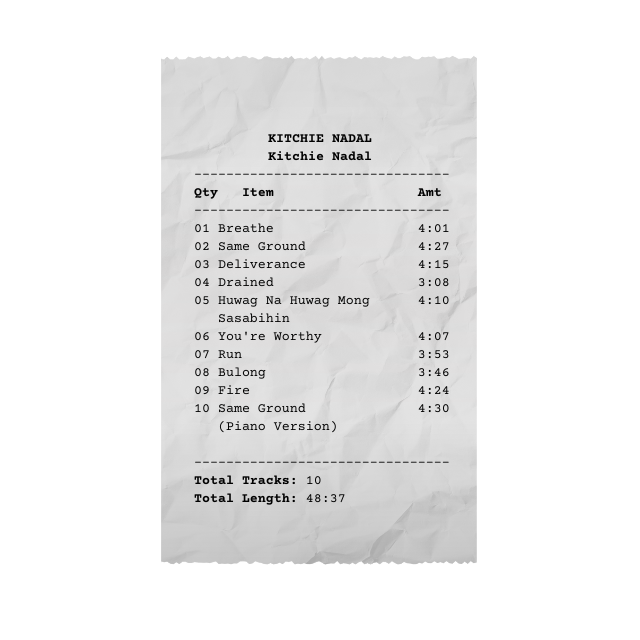 KITCHIE NADAL
Kitchie Nadal
--------------------------------
Qty Item Amt
--------------------------------
01 Breathe 4:01
02 Same Ground 4:27
03 Deliverance 4:15
04 Drained 3:08
05 Huwag Na Huwag Mong 4:10
Sasabihin
06 You're Worthy 4:07
07 Run 3:53
08 Bulong 3:46
09 Fire 4:24
10 Same Ground 4:30
(Piano Version)
--------------------------------
Total Tracks: 10
Total Length: 48:37